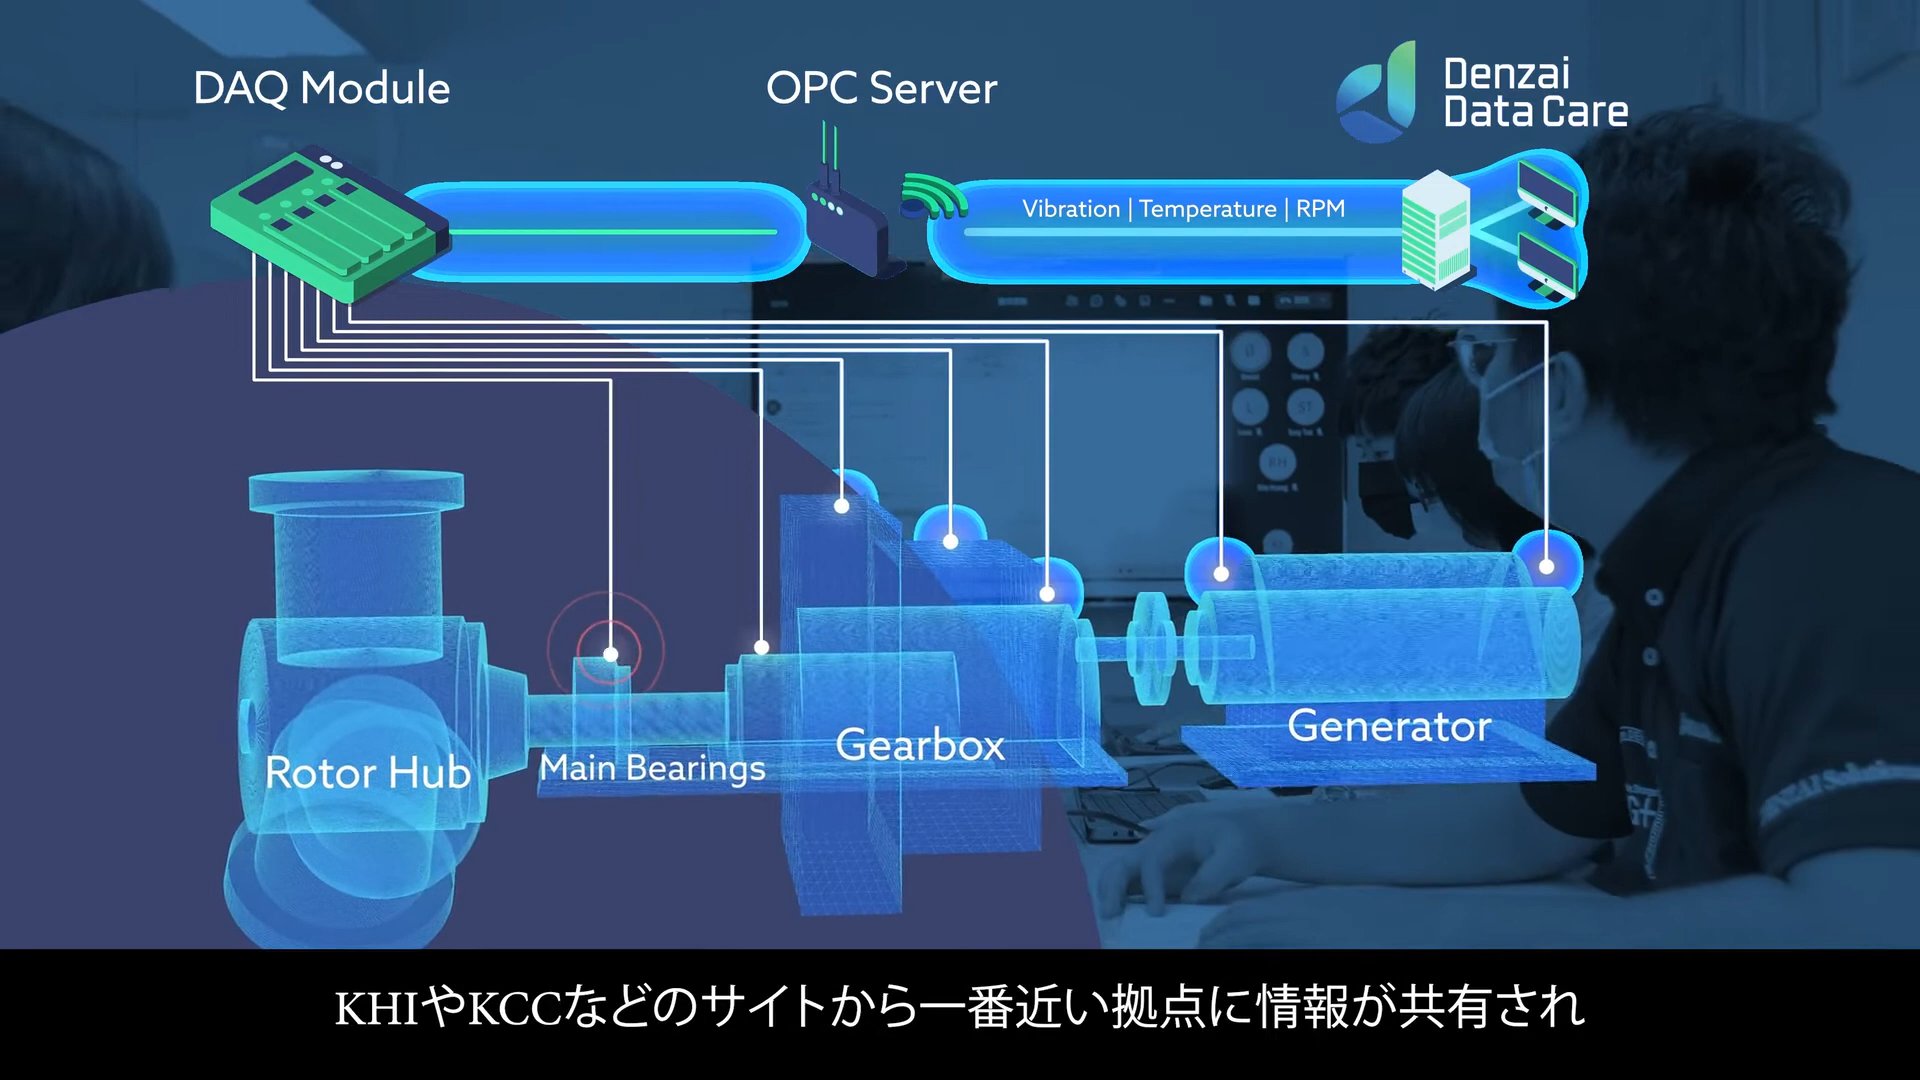 DAQ Module
OPC Server
Denzai
Data Care
Vibration | Temperature | RPM
L
ST
RH
Rotor Hub
Main Bearings
Gearbox
Generator
KHIやKCCなどのサイトから一番近い拠点に情報が共有され